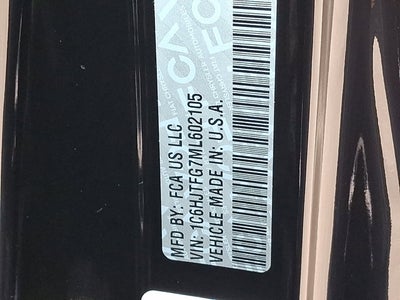 MFD BY: FCA US LLC
VIN: 1C6HJTFG7ML602105
VEHICLE MADE IN: U.S.A.